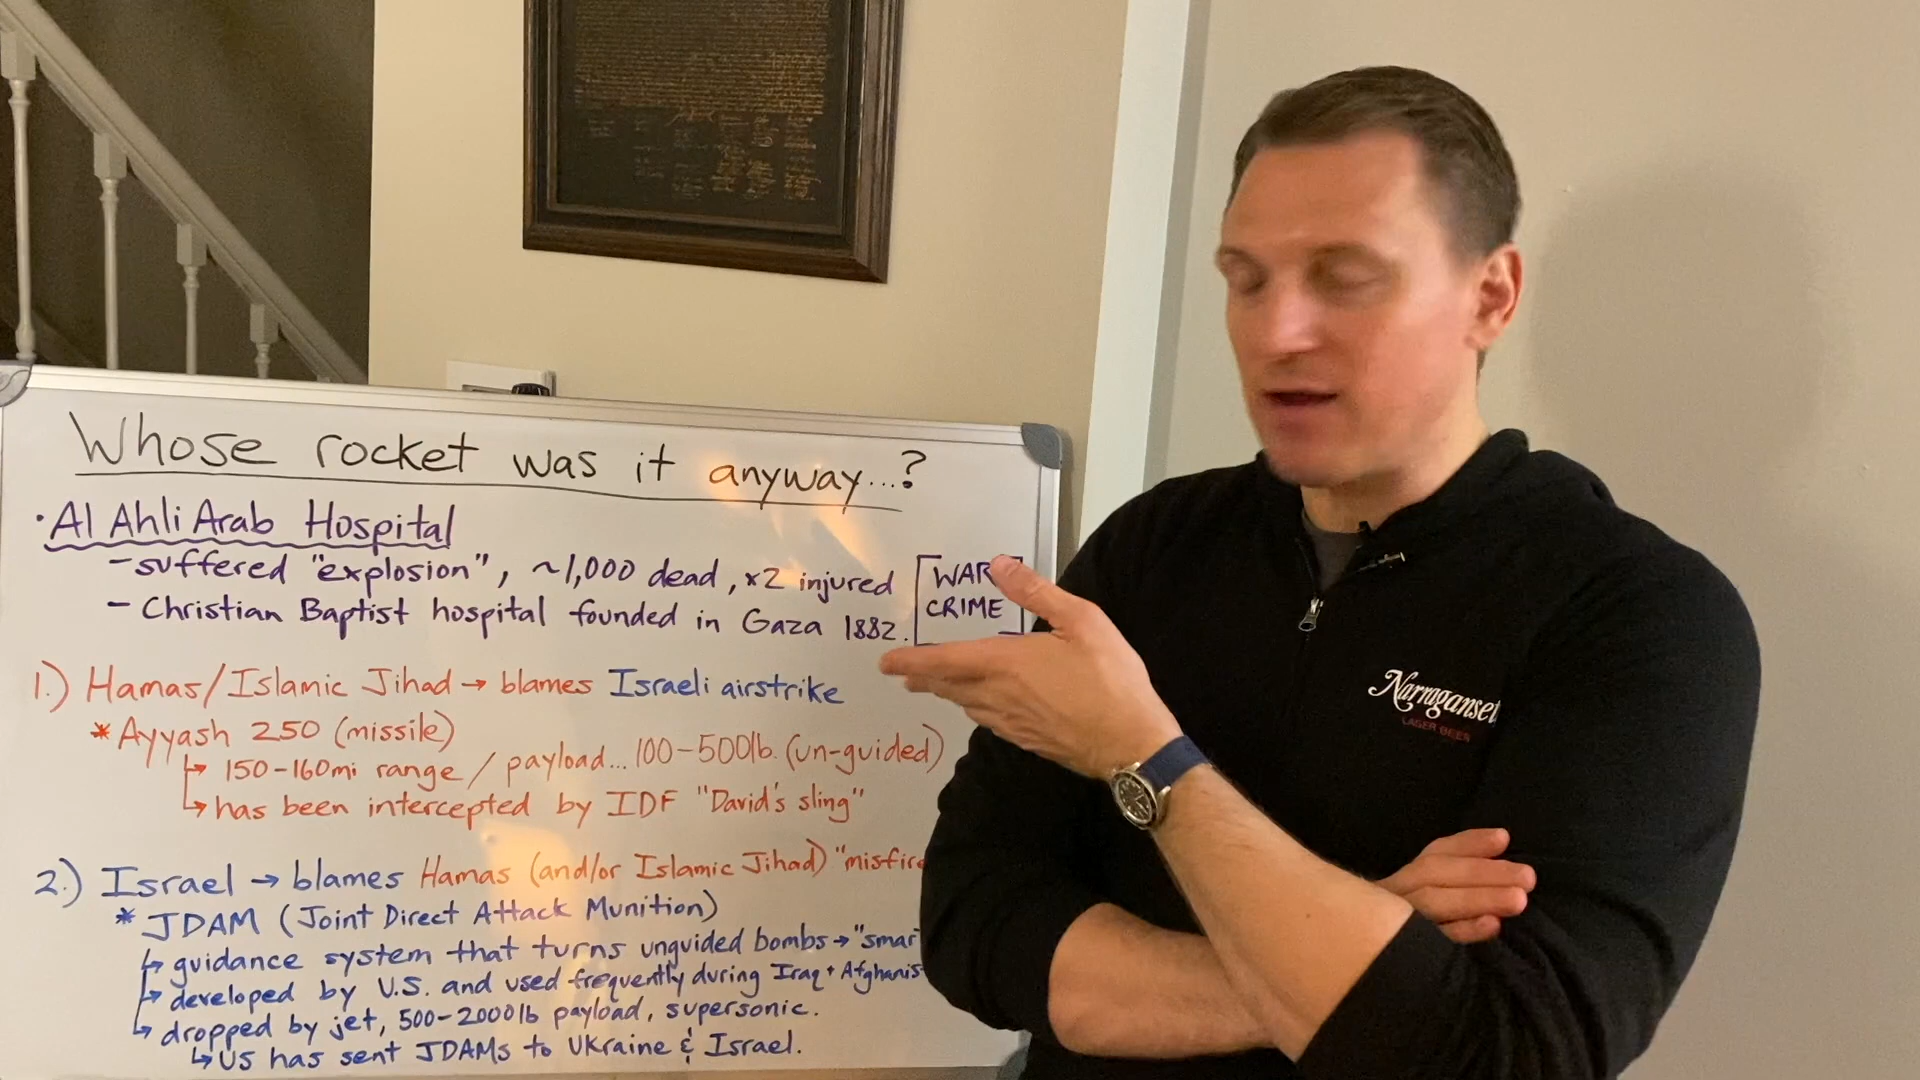 Whose rocket was it anyway...?
• Al Ahli Arab Hospital
- suffered "explosion", ~1,000 dead, x2 injured
- Christian Baptist hospital founded in Gaza 1882.
WAR
CRIME
1.) Hamas/Islamic Jihad → blames Israeli airstrike
* Ayyash 250 (missile)
↳ 150-160mi range / payload... 100-500lb. (un-guided)
↳ has been intercepted by IDF "David's sling"
2.) Israel → blames Hamas (and/or Islamic Jihad) "misfire
* JDAM (Joint Direct Attack Munition)
↳ guidance system that turns unguided bombs → "smar
↳ developed by U.S. and used frequently during Iraq + Afghanis
↳ dropped by jet, 500-2000lb payload, supersonic.
↳ US has sent JDAMs to Ukraine & Israel.
Narraganset
LAGER BEER